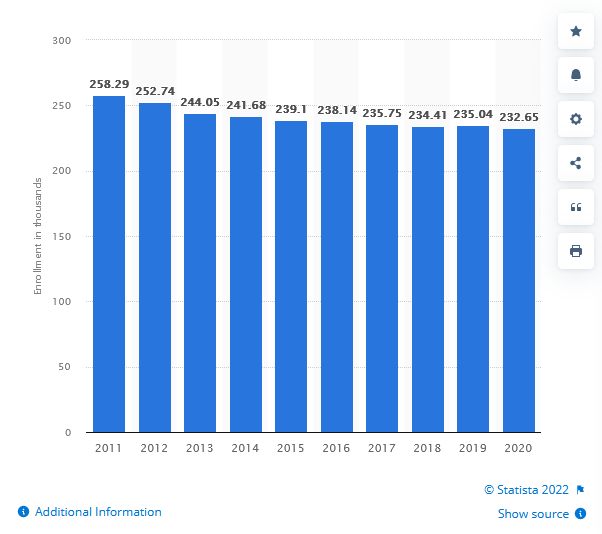 300
258.29 252.74 244.05 241.68 239.1 238.14 235.75 234.41 235.04 232.65
250
200
150
100
50
0
Enrollment in thousands
2011 2012 2013 2014 2015 2016 2017 2018 2019 2020
© Statista 2022
Additional Information
Show source